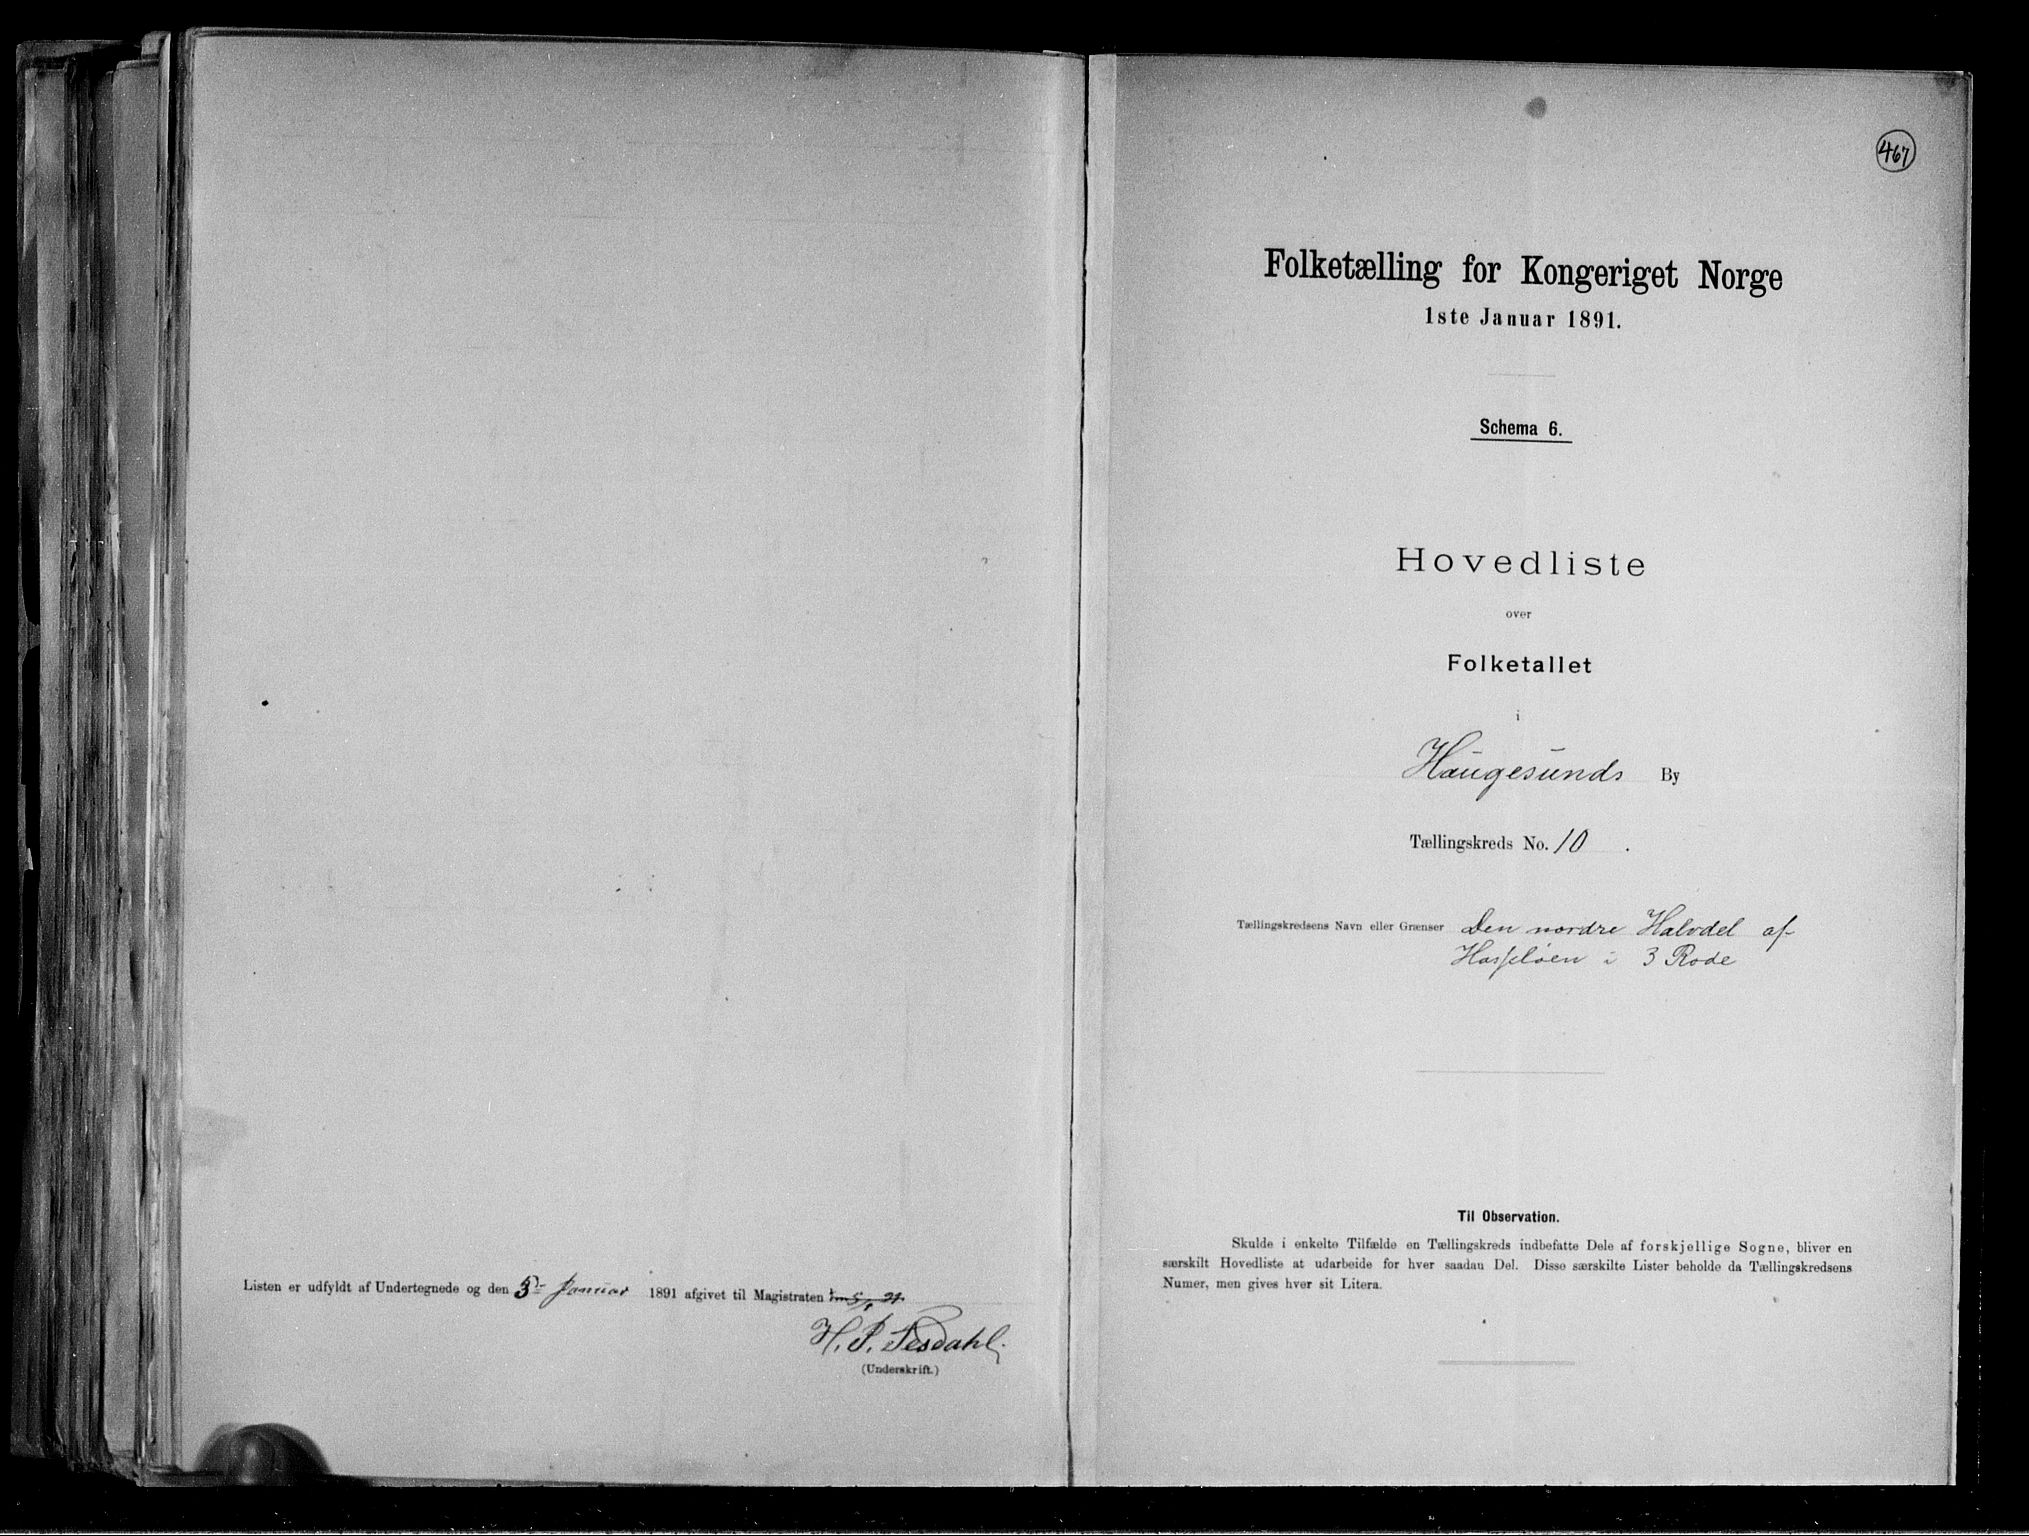 Listen er udfyldt af Undertegnede og den 5 Januar 1891 afgivet til Magistraten
H. P. Sesdahl.
(Underskrift.)
467
Folketælling for Kongeriget Norge
1ste Januar 1891.
Schema 6.
Hovedliste
over
Folketallet
i
Haugesunds By
Tællingskreds No. 10.
Tællingskredsens Navn eller Grænser Den nordre Halvdel af
Hasseløen i 3 Rode
Til Observation.
Skulde i enkelte Tilfælde en Tællingskreds indbefatte Dele af forskjellige Sogne, bliver en
særskilt Hovedliste at udarbeide for hver saadan Del. Disse særskilte Lister beholde da Tællingskredsens
Numer, men gives hver sit Litera.